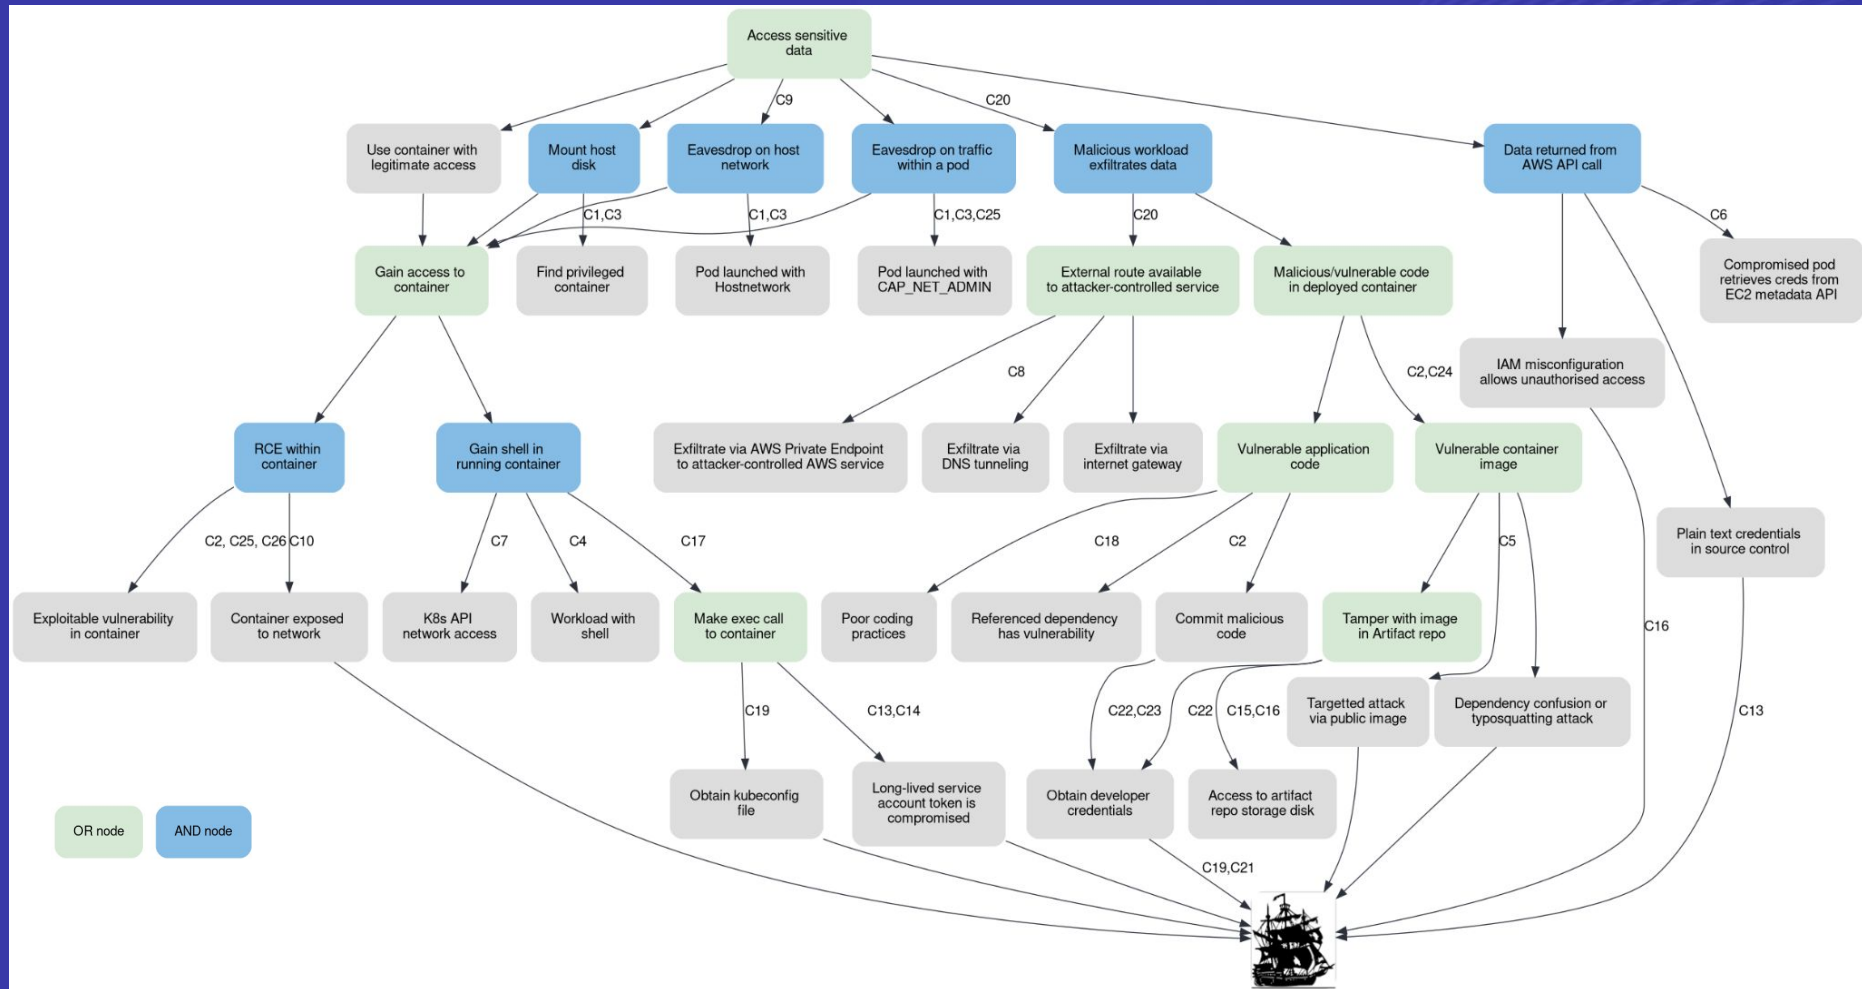 Access sensitive
data
C9
C20
Use container with
legitimate access
Mount host
disk
Eavesdrop on host
network
Eavesdrop on traffic
within a pod
Malicious workload
exfiltrates data
Data returned from
AWS API call
C1,C3
C1,C3
C1,C3,C25
C20
C6
Gain access to
container
Find privileged
container
Pod launched with
Hostnetwork
Pod launched with
CAP_NET_ADMIN
External route available
to attacker-controlled service
Malicious/vulnerable code
in deployed container
Compromised pod
retrieves creds from
EC2 metadata API
C8
C2,C24
IAM misconfiguration
allows unauthorised access
RCE within
container
Gain shell in
running container
Exfiltrate via AWS Private Endpoint
to attacker-controlled AWS service
Exfiltrate via
DNS tunneling
Exfiltrate via
internet gateway
Vulnerable application
code
Vulnerable container
image
C2, C25, C26
C10
C7
C4
C17
C18
C2
C5
Plain text credentials
in source control
Exploitable vulnerability
in container
Container exposed
to network
K8s API
network access
Workload with
shell
Make exec call
to container
Poor coding
practices
Referenced dependency
has vulnerability
Commit malicious
code
Tamper with image
in Artifact repo
C16
C19
C13,C14
C22,C23
C22
C15,C16
Targetted attack
via public image
Dependency confusion or
typosquatting attack
C13
Obtain kubeconfig
file
Long-lived service
account token is
compromised
Obtain developer
credentials
Access to artifact
repo storage disk
OR node
AND node
C19,C21